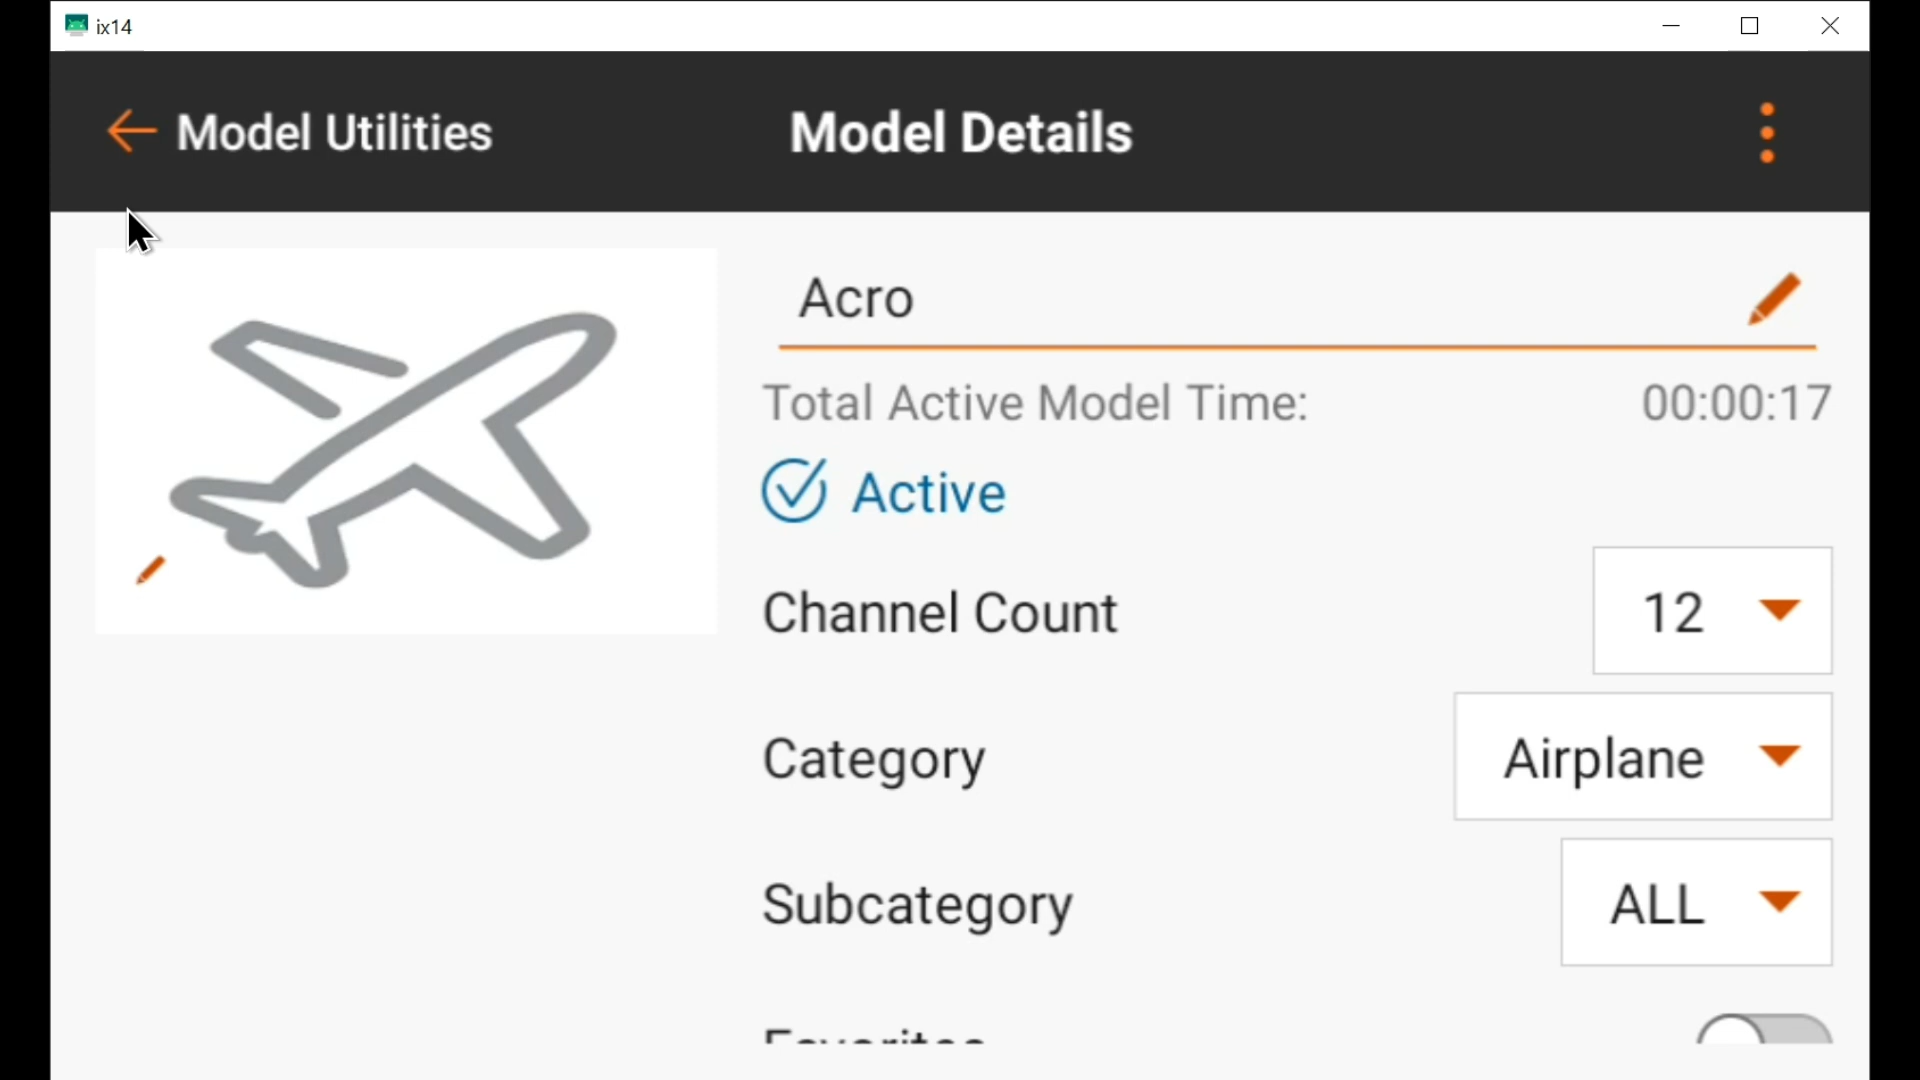 ix14
Model Utilities
Model Details
Acro
Total Active Model Time: 00:00:17
Active
Channel Count 12
Category Airplane
Subcategory ALL
Favorites